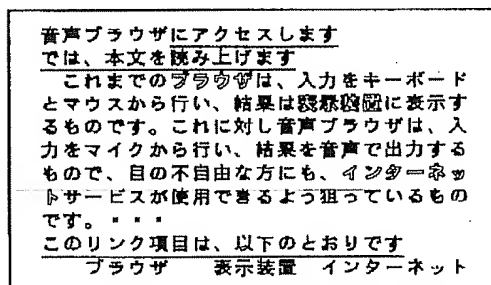 音声ブラウザにアクセスします
では、本文を読み上げます
これまでのブラウザは、入力をキーボード
とマウスから行い、結果は表示装置に表示す
るものです。これに対し音声ブラウザは、入
力をマイクから行い、結果を音声で出力する
もので、目の不自由な方にも、インターネッ
トサービスが使用できるよう狙っているもの
です。・・・
このリンク項目は、以下のとおりです
ブラウザ 表示装置 インターネット